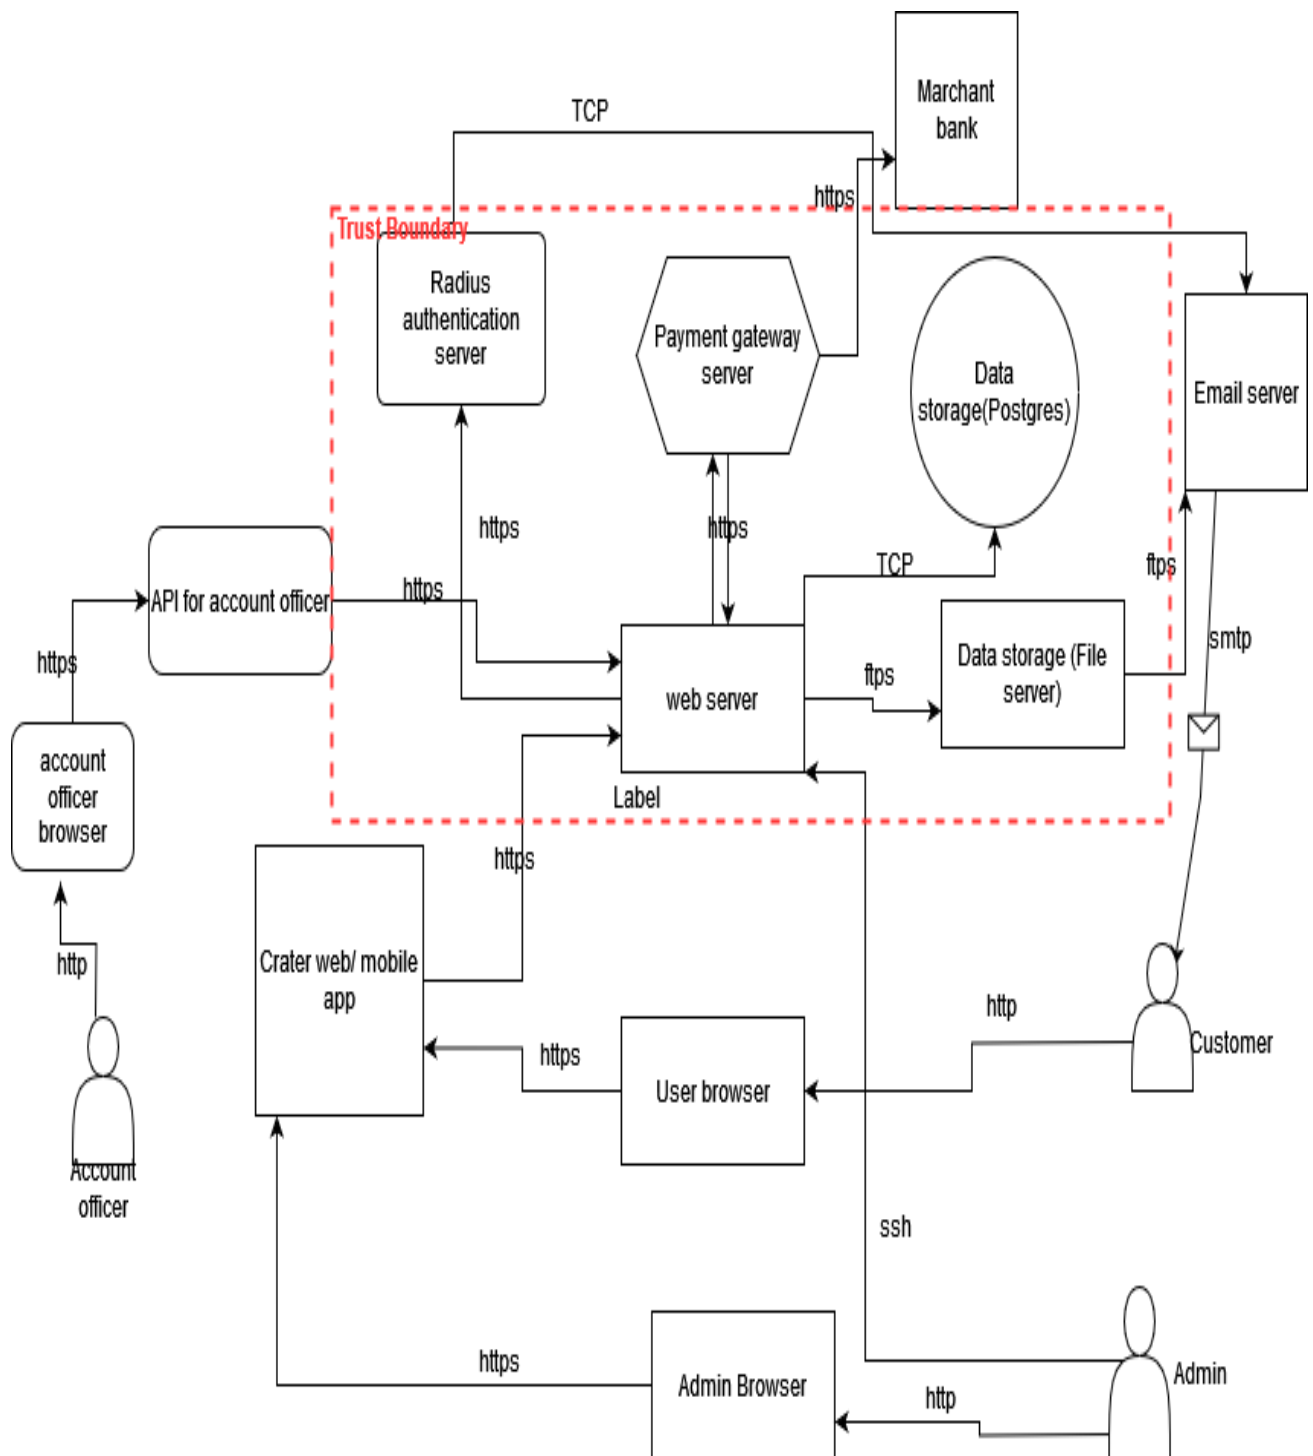 Marchant
bank
TCP
https
Trust Boundary
Radius
authentication
server
Payment gateway
server
Data
storage(Postgres)
Email server
https
https
TCP
ftps
API for account officer
https
https
Data storage (File
server)
smtp
ftps
web server
account
officer
browser
Label
https
Crater web/ mobile
app
http
http
Customer
https
User browser
Account
officer
ssh
https
Admin Browser
http
Admin